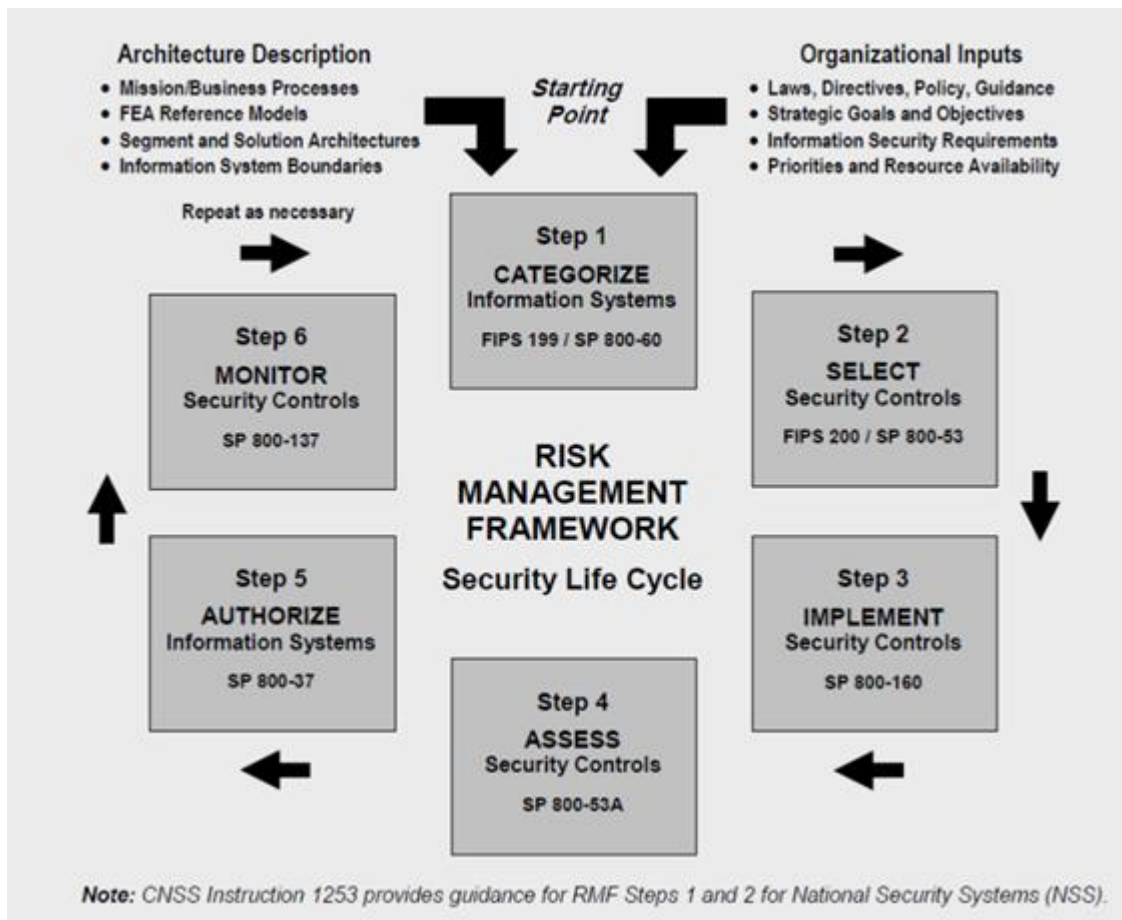 Architecture Description
• Mission/Business Processes
• FEA Reference Models
• Segment and Solution Architectures
• Information System Boundaries
Starting
Point
Organizational Inputs
• Laws, Directives, Policy, Guidance
• Strategic Goals and Objectives
• Information Security Requirements
• Priorities and Resource Availability
Repeat as necessary
Step 1
CATEGORIZE
Information Systems
FIPS 199 / SP 800-60
Step 2
SELECT
Security Controls
FIPS 200 / SP 800-53
Step 3
IMPLEMENT
Security Controls
SP 800-160
Step 4
ASSESS
Security Controls
SP 800-53A
Step 5
AUTHORIZE
Information Systems
SP 800-37
Step 6
MONITOR
Security Controls
SP 800-137
RISK
MANAGEMENT
FRAMEWORK
Security Life Cycle
Note: CNSS Instruction 1253 provides guidance for RMF Steps 1 and 2 for National Security Systems (NSS).